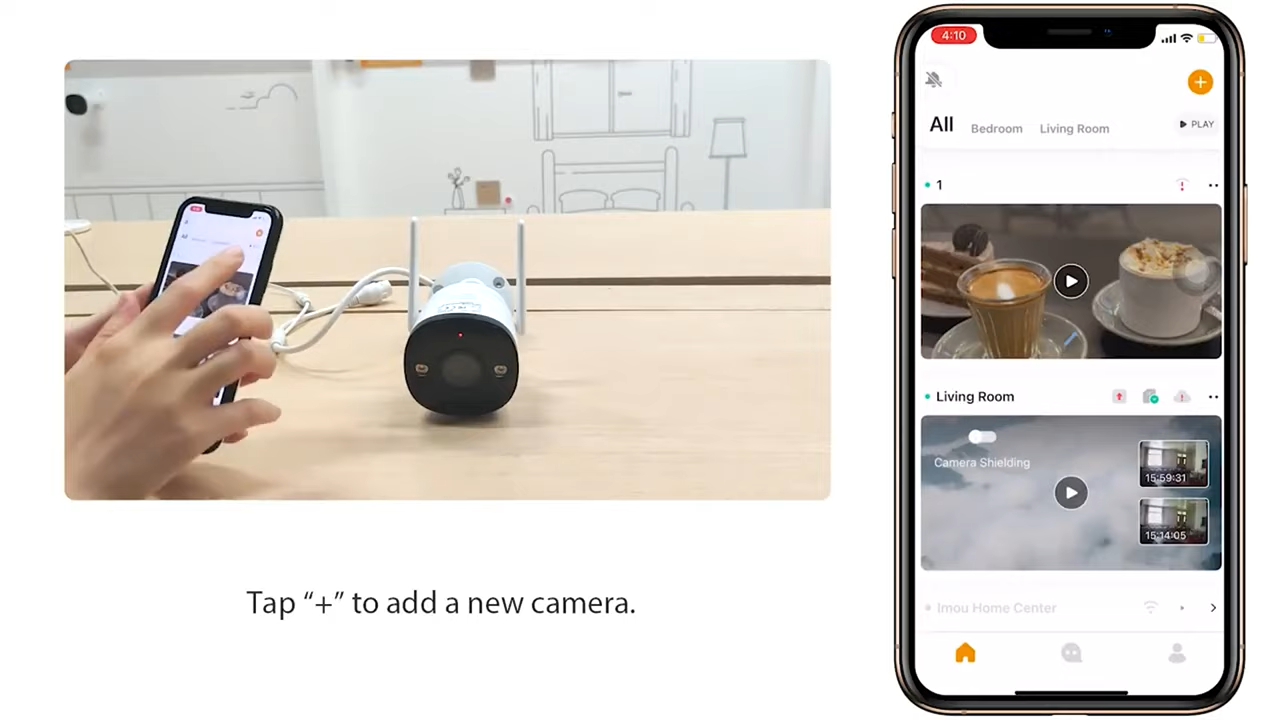 Tap “+” to add a new camera.
4:10
All Bedroom Living Room PLAY
1
Living Room
Camera Shielding
15:59:31
15:14:05
Imou Home Center